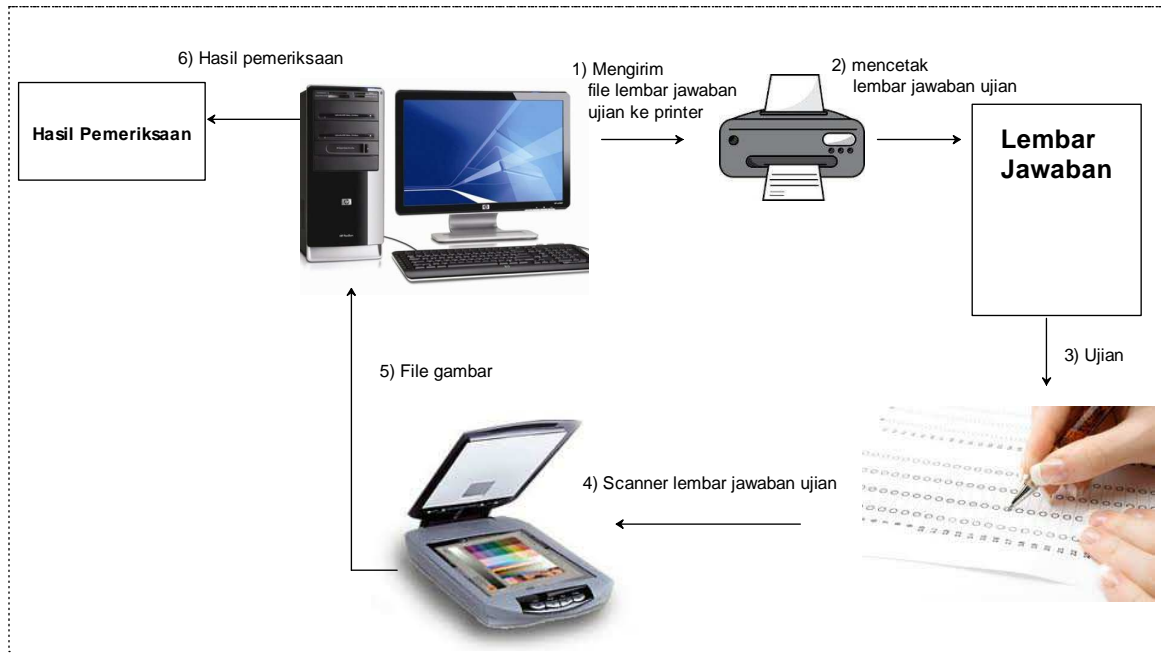 6) Hasil pemeriksaan
Hasil Pemeriksaan
1) Mengirim
file lembar jawaban
ujian ke printer
2) mencetak
lembar jawaban ujian
Lembar
Jawaban
3) Ujian
4) Scanner lembar jawaban ujian
5) File gambar